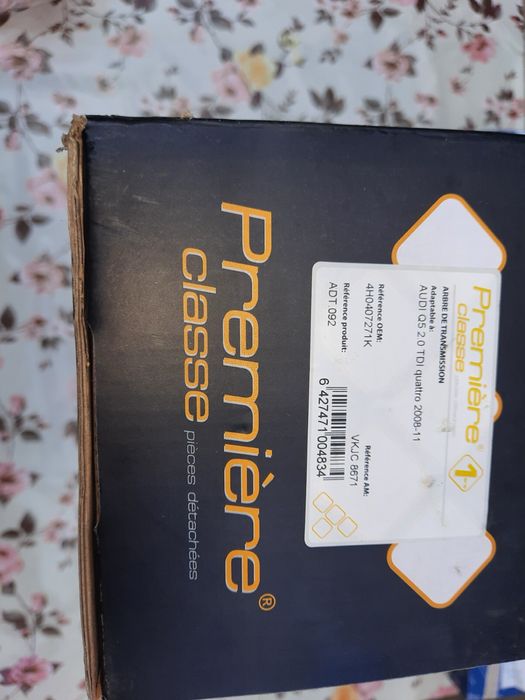 Première®
classe pièces détachées
Première®
classe
1ère
ARBRE DE TRANSMISSION
Adaptable à:
AUDI Q5 2.0 TDI quattro 2008-11
Référence OEM:
4H0407271K
Référence AM:
VKJC 8671
Référence produit:
ADT 092
6 427471 004834